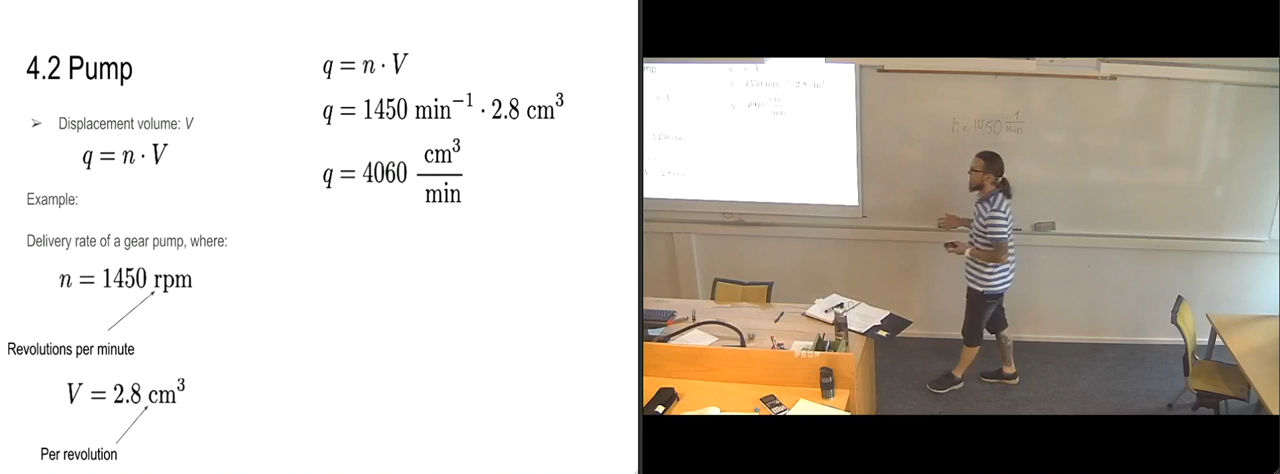 4.2 Pump
➢ Displacement volume: V
q = n · V
Example:
Delivery rate of a gear pump, where:
n = 1450 rpm
Revolutions per minute
V = 2.8 cm³
Per revolution
q = n · V
q = 1450 min⁻¹ · 2.8 cm³
q = 4060 cm³/min
n = 1450 1/min